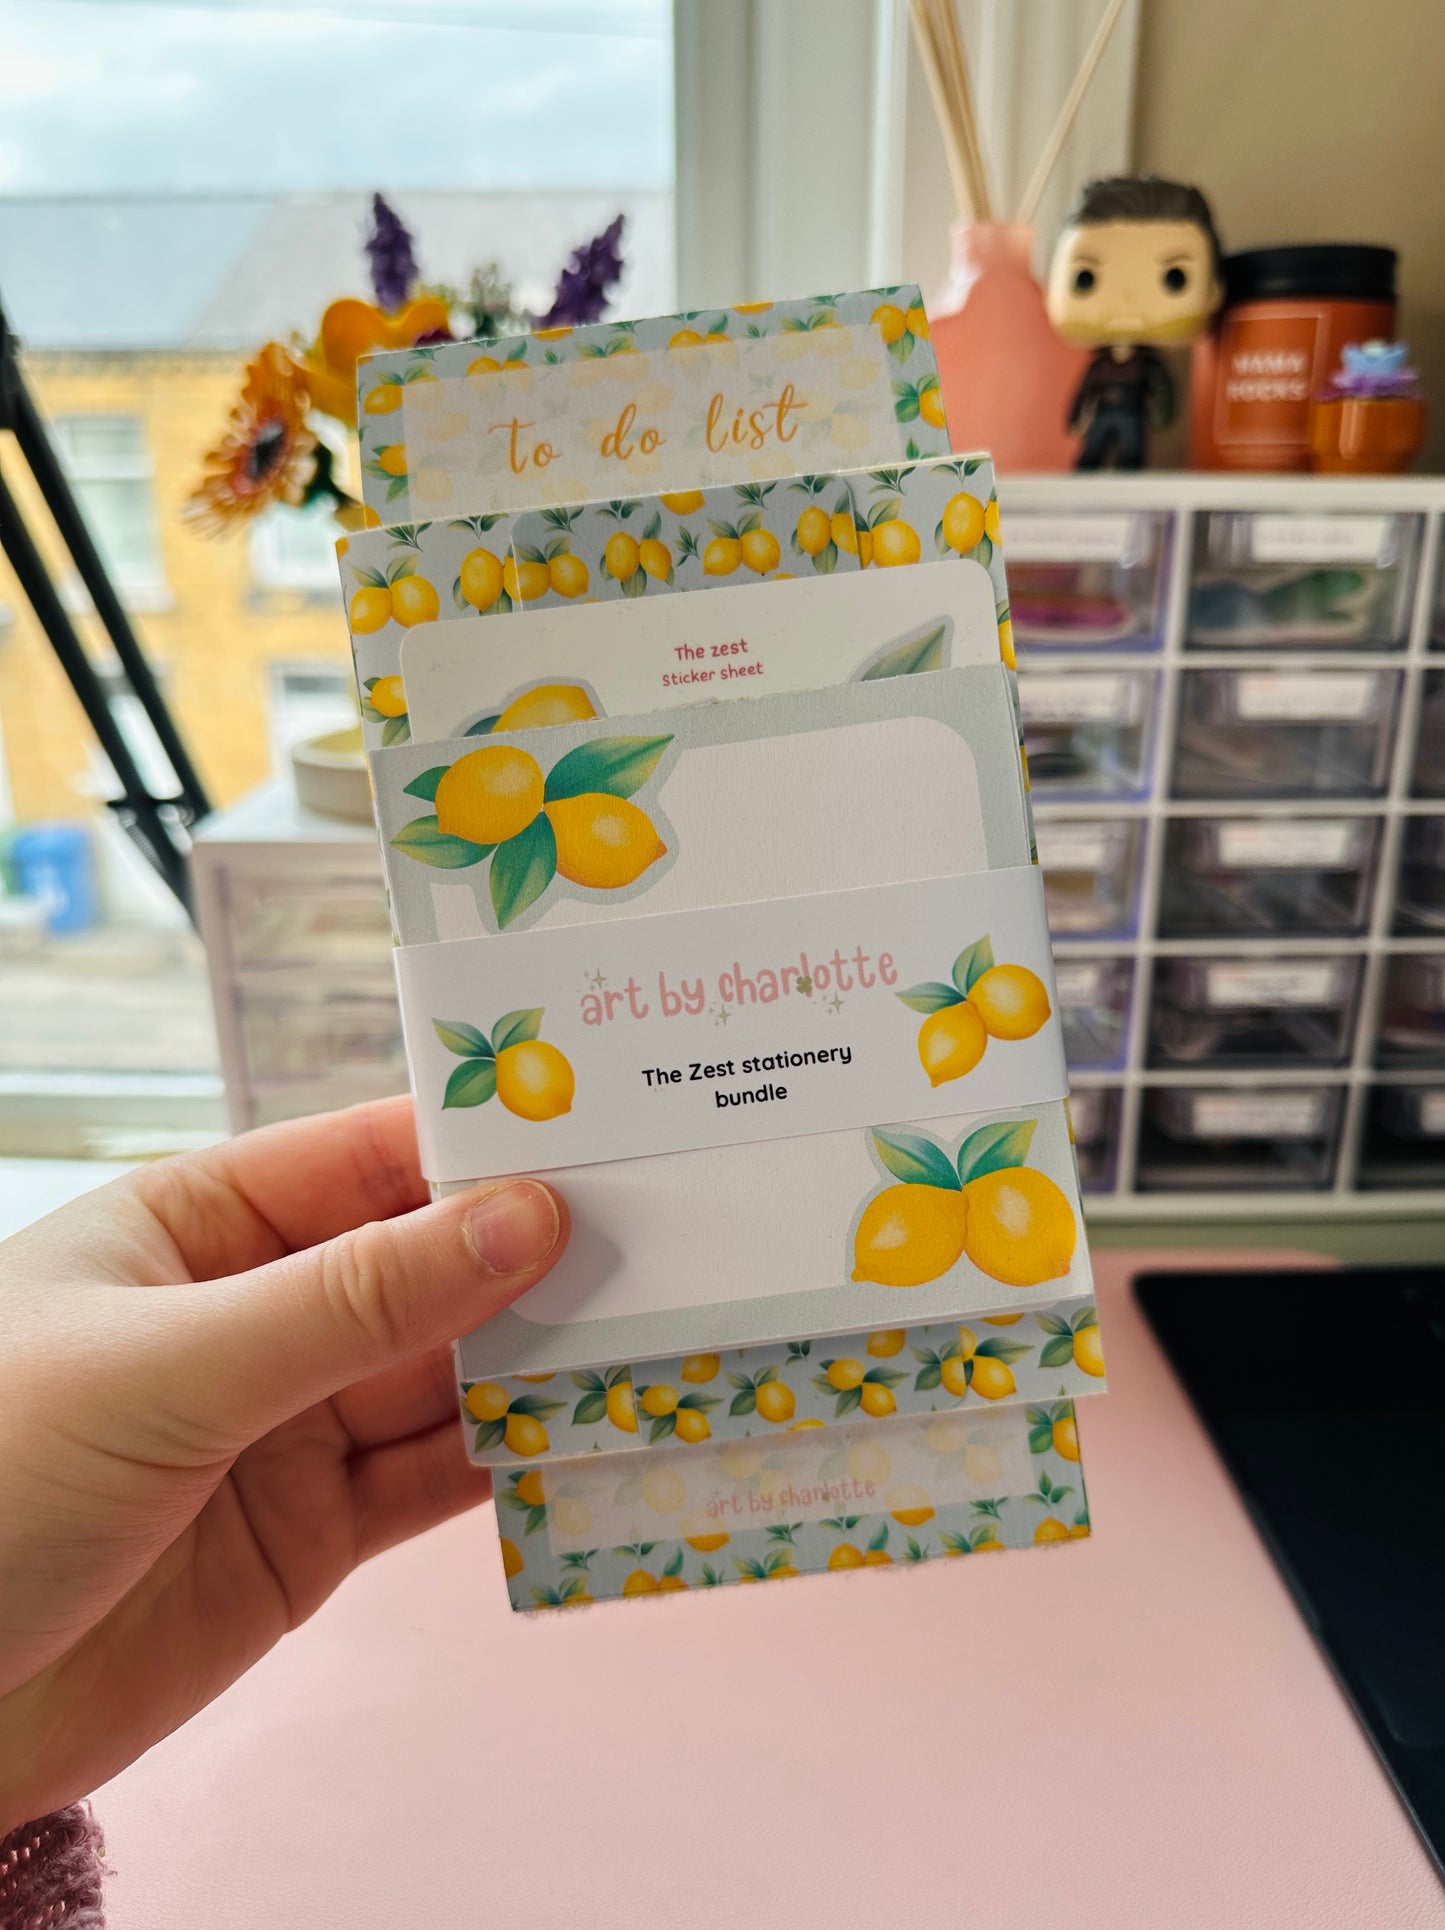 to do list
The zest
sticker sheet
art by charlotte
The Zest stationery
bundle
art by charlotte